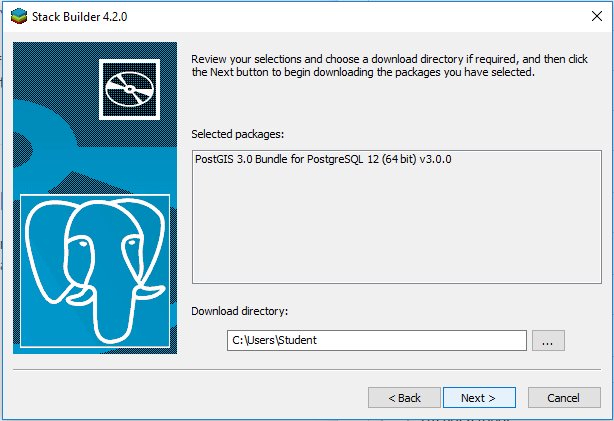 Stack Builder 4.2.0
Review your selections and choose a download directory if required, and then click
the Next button to begin downloading the packages you have selected.
Selected packages:
PostGIS 3.0 Bundle for PostgreSQL 12 (64 bit) v3.0.0
Download directory:
C:\Users\Student
...
< Back
Next >
Cancel